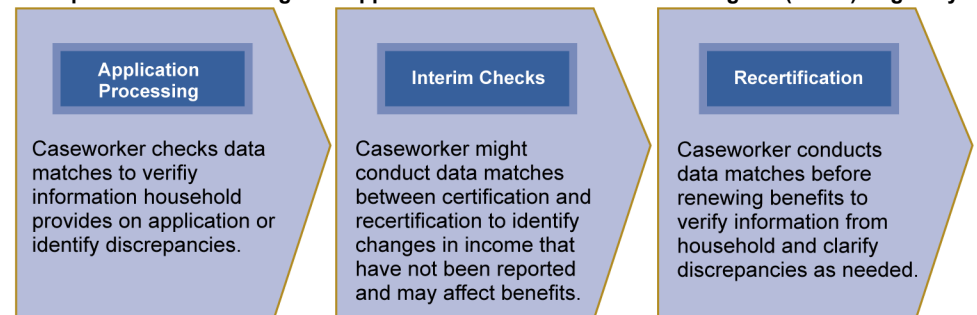 Application
Processing
Caseworker checks data
matches to verifiy
information household
provides on application or
identify discrepancies.
Interim Checks
Caseworker might
conduct data matches
between certification and
recertification to identify
changes in income that
have not been reported
and may affect benefits.
Recertification
Caseworker conducts
data matches before
renewing benefits to
verify information from
household and clarify
discrepancies as needed.